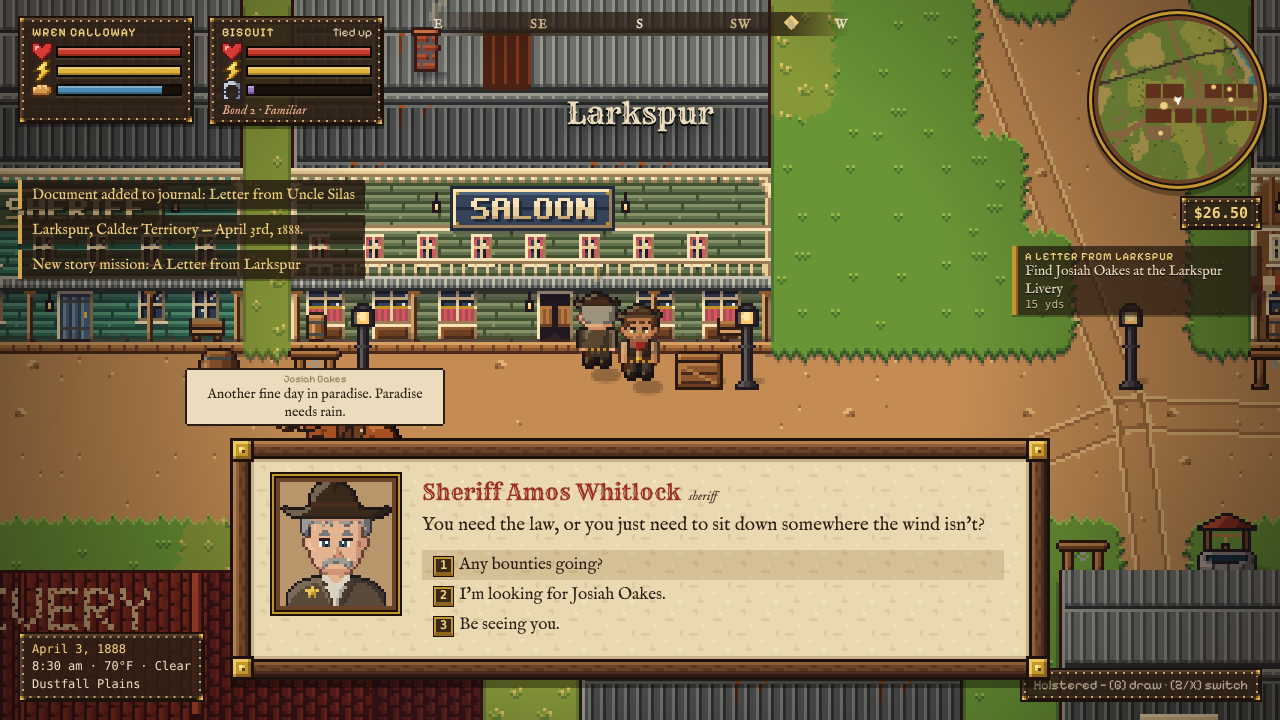 WREN CALLOWAY
BISCUIT Tied up
Bond 2 · Familiar
E SE S SW W
Larkspur
$26.50
Document added to journal: Letter from Uncle Silas
Larkspur, Calder Territory — April 3rd, 1888.
New story mission: A Letter from Larkspur
SHERIFF
SALOON
A LETTER FROM LARKSPUR
Find Josiah Oakes at the Larkspur
Livery
15 yds
Josiah Oakes
Another fine day in paradise. Paradise
needs rain.
Sheriff Amos Whitlock sheriff
You need the law, or you just need to sit down somewhere the wind isn't?
1 Any bounties going?
2 I'm looking for Josiah Oakes.
3 Be seeing you.
VERY
April 3, 1888
8:30 am · 70°F · Clear
Dustfall Plains
Holstered - (G) draw · (2/X) switch